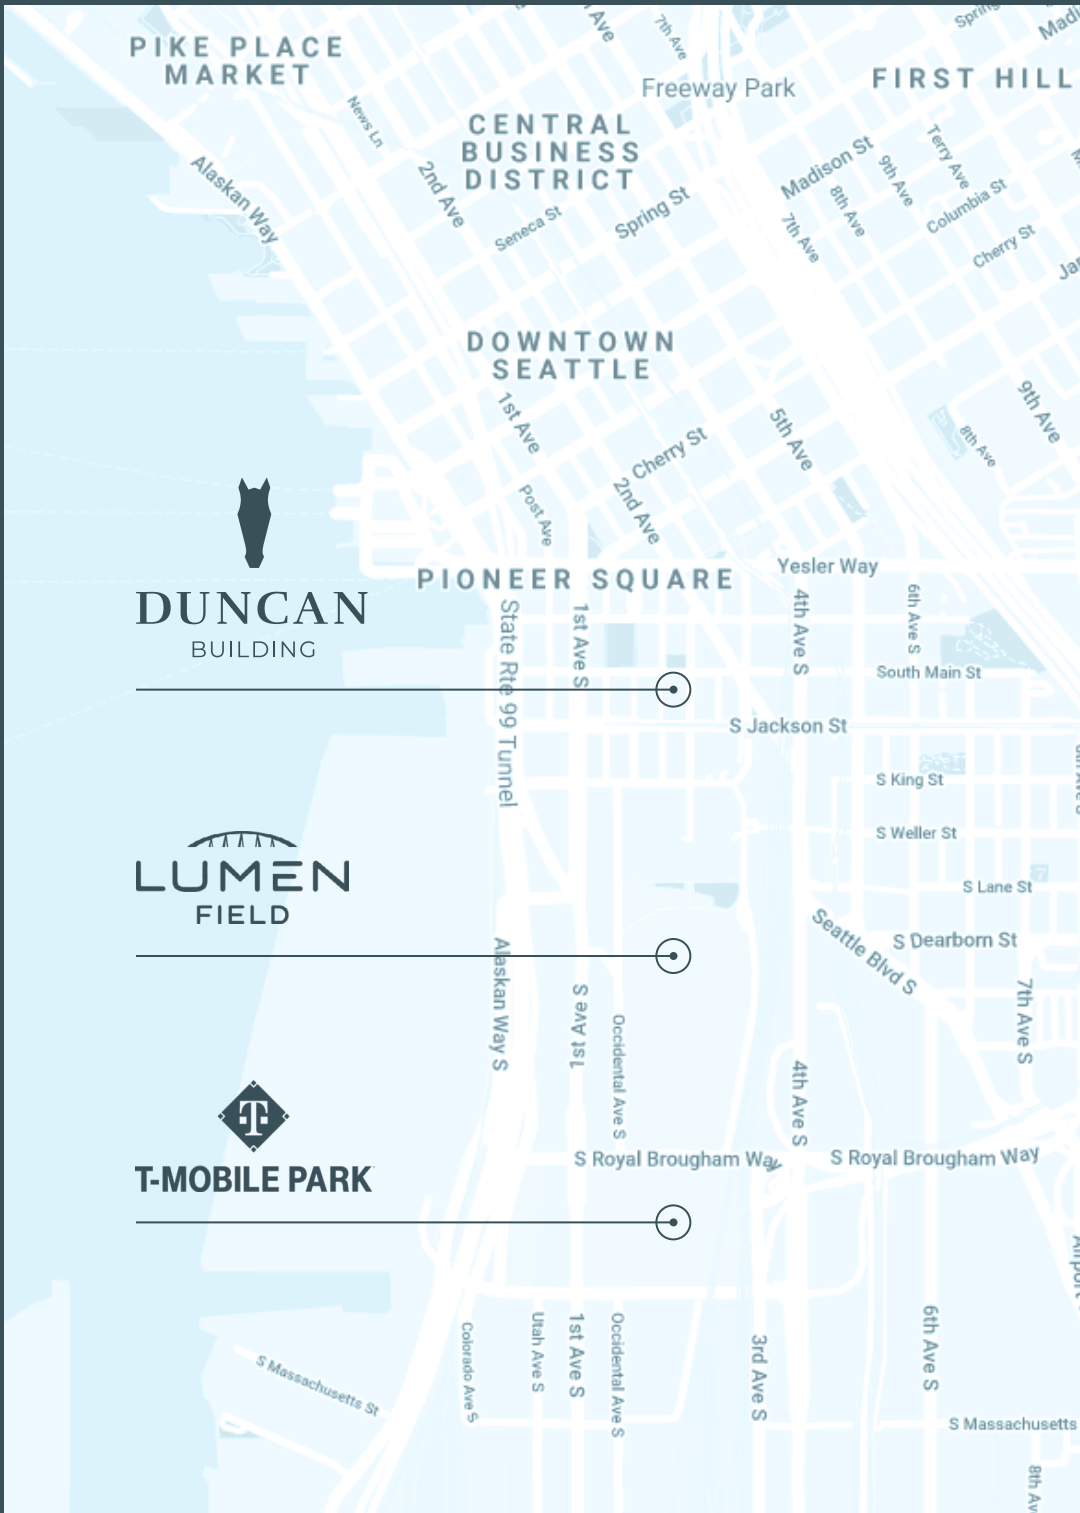 PIKE PLACE
MARKET
7th Ave
Freeway Park
FIRST HILL
News Ln
CENTRAL
BUSINESS
DISTRICT
Alaskan Way
2nd Ave
Seneca St
Spring St
Madison St
9th Ave
Terry Ave
8th Ave
7th Ave
Columbia St
Cherry St
DOWNTOWN
SEATTLE
1st Ave
5th Ave
9th Ave
8th Ave
Cherry St
2nd Ave
Post Ave
PIONEER SQUARE
Yesler Way
DUNCAN
BUILDING
State Rte 99 Tunnel
1st Ave S
4th Ave S
6th Ave S
South Main St
S Jackson St
S King St
S Weller St
LUMEN
FIELD
S Lane St
Seattle Blvd S
S Dearborn St
Alaskan Way S
1st Ave S
Occidental Ave S
7th Ave S
4th Ave S
T
T-MOBILE PARK
S Royal Brougham Way
S Royal Brougham Way
S Massachusetts St
Colorado Ave S
Utah Ave S
1st Ave S
Occidental Ave S
3rd Ave S
6th Ave S
S Massachusetts